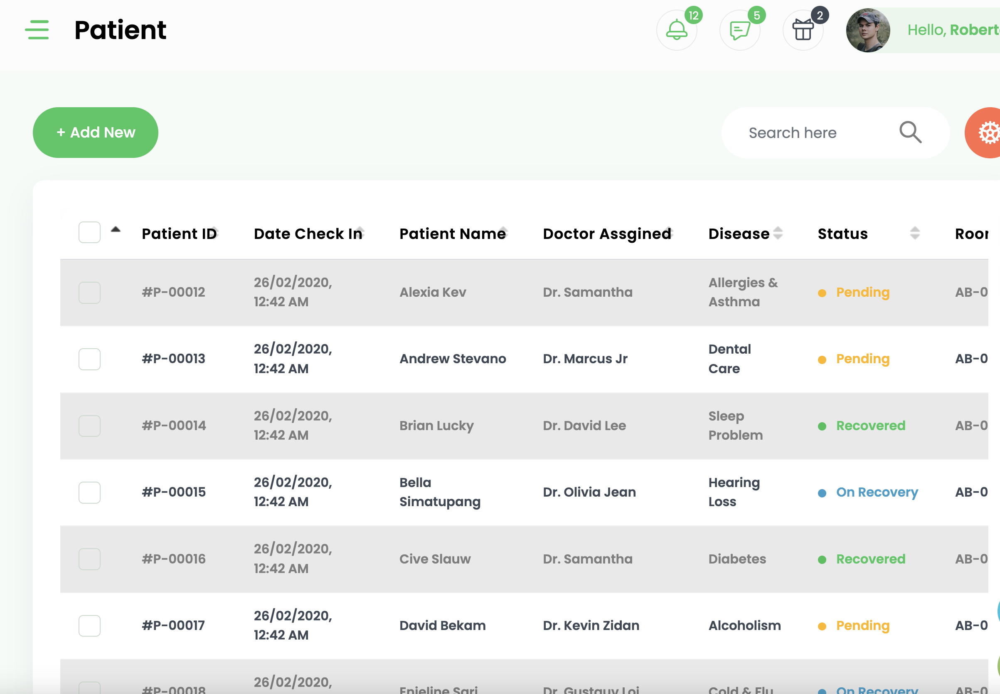 Patient
12
5
2
Hello,
+ Add New
Search here
Patient ID Date Check In Patient Name Doctor Assgined Disease Status
#P-00012 26/02/2020, 12:42 AM Alexia Kev Dr. Samantha Allergies & Asthma Pending AB-0
#P-00013 26/02/2020, 12:42 AM Andrew Stevano Dr. Marcus Jr Dental Care Pending AB-0
#P-00014 26/02/2020, 12:42 AM Brian Lucky Dr. David Lee Sleep Problem Recovered AB-0
#P-00015 26/02/2020, 12:42 AM Bella Simatupang Dr. Olivia Jean Hearing Loss On Recovery AB-0
#P-00016 26/02/2020, 12:42 AM Cive Slauw Dr. Samantha Diabetes Recovered AB-0
#P-00017 26/02/2020, 12:42 AM David Bekam Dr. Kevin Zidan Alcoholism Pending AB-0
#P-00018 26/02/2020, Enjeline Sari Dr. Gustauv Loi Cold & Flu On Recovery AB-0